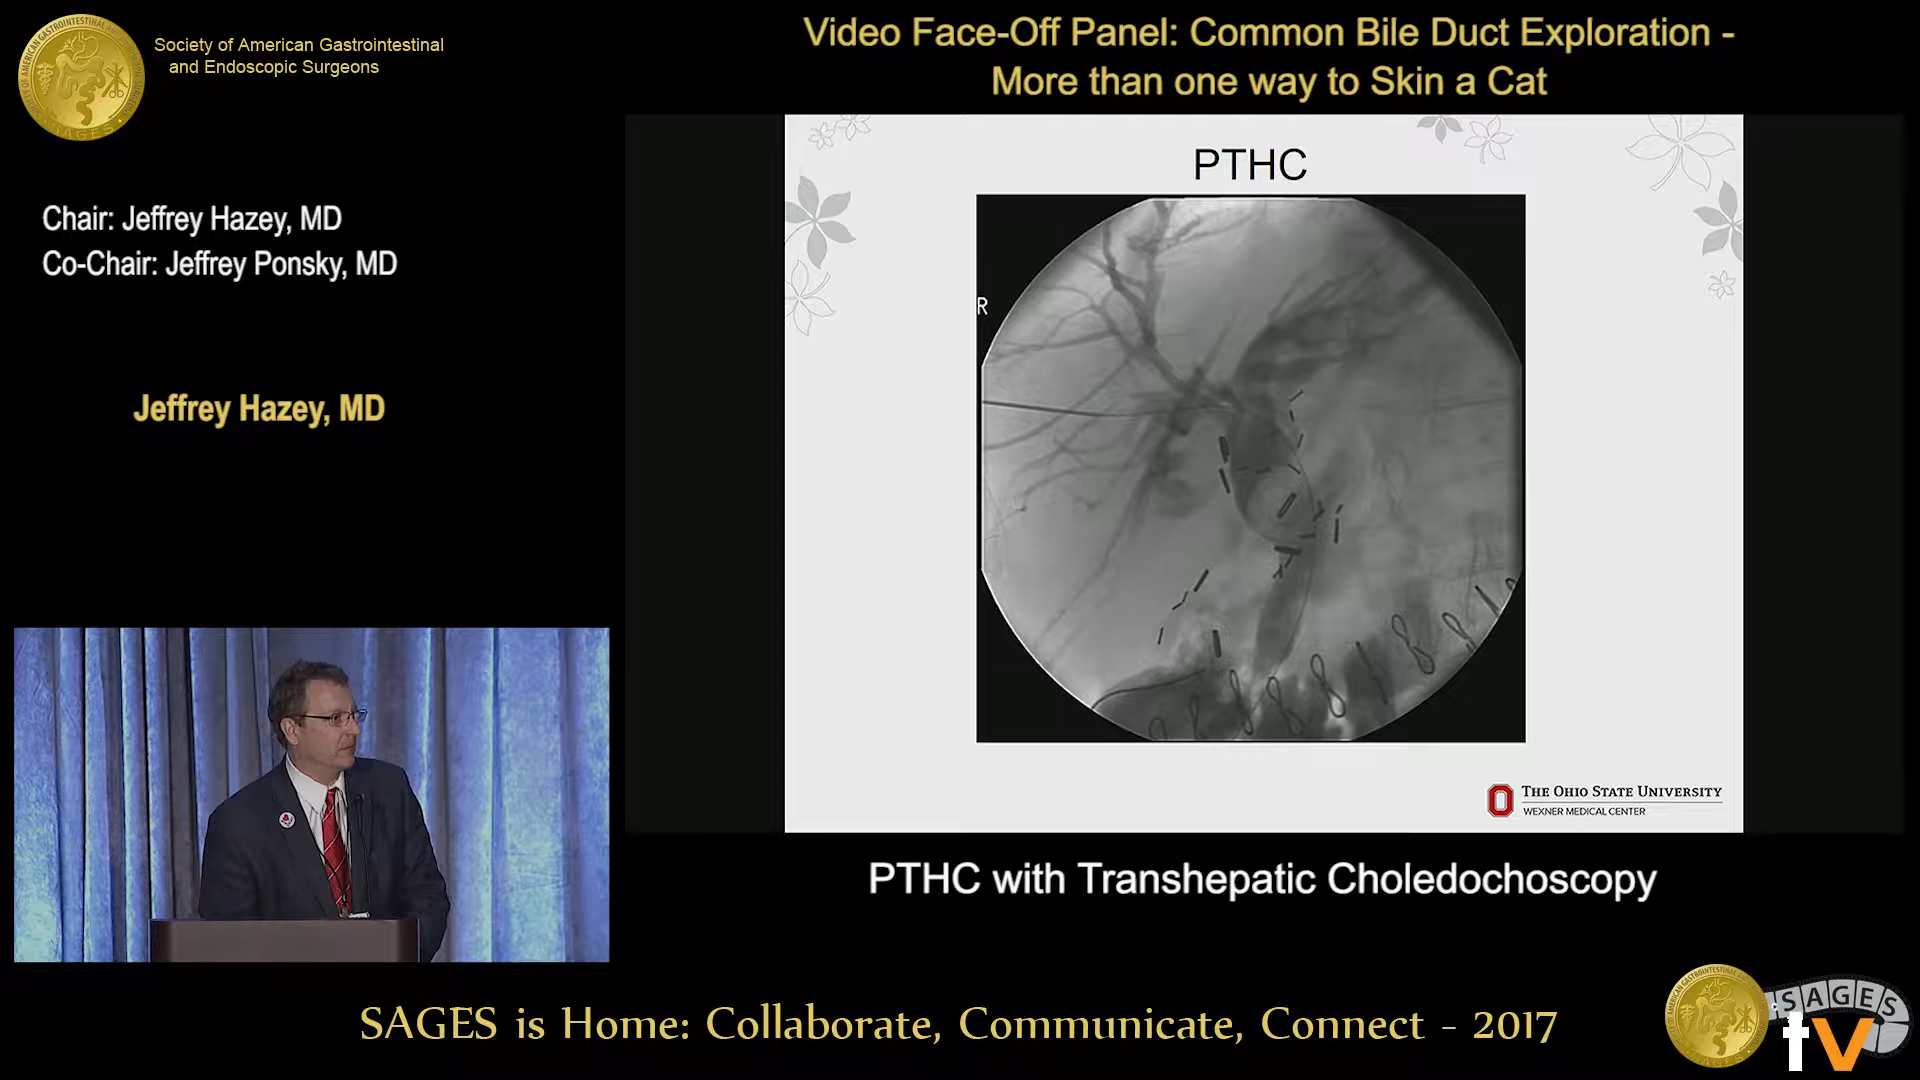 Society of American Gastrointestinal
and Endoscopic Surgeons
Video Face-Off Panel: Common Bile Duct Exploration -
More than one way to Skin a Cat
Chair: Jeffrey Hazey, MD
Co-Chair: Jeffrey Ponsky, MD
Jeffrey Hazey, MD
PTHC
R
THE OHIO STATE UNIVERSITY
WEXNER MEDICAL CENTER
PTHC with Transhepatic Choledochoscopy
SAGES is Home: Collaborate, Communicate, Connect - 2017
SAGES
tv